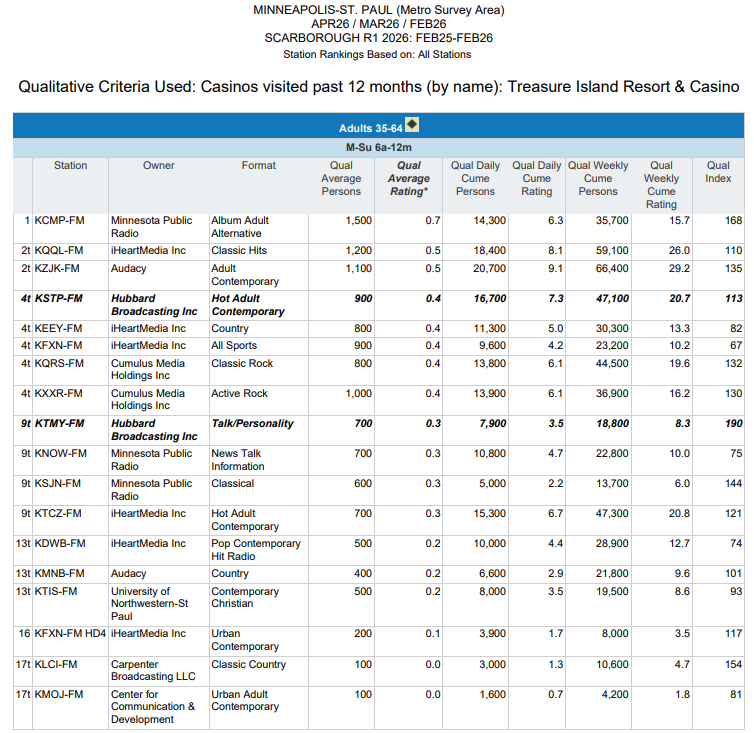 MINNEAPOLIS-ST. PAUL (Metro Survey Area)
APR26 / MAR26 / FEB26
SCARBOROUGH R1 2026: FEB25-FEB26
Station Rankings Based on: All Stations
Qualitative Criteria Used: Casinos visited past 12 months (by name): Treasure Island Resort & Casino
Adults 35-64
M-Su 6a-12m
Station Owner Format Qual Average Persons Qual Average Rating* Qual Daily Cume Persons Qual Daily Cume Rating Qual Weekly Cume Persons Qual Weekly Cume Rating Qual Index
1 KCMP-FM Minnesota Public Radio Album Adult Alternative 1,500 0.7 14,300 6.3 35,700 15.7 168
2t KQQL-FM iHeartMedia Inc Classic Hits 1,200 0.5 18,400 8.1 59,100 26.0 110
2t KZJK-FM Audacy Adult Contemporary 1,100 0.5 20,700 9.1 66,400 29.2 135
4t KSTP-FM Hubbard Broadcasting Inc Hot Adult Contemporary 900 0.4 16,700 7.3 47,100 20.7 113
4t KEEY-FM iHeartMedia Inc Country 800 0.4 11,300 5.0 30,300 13.3 82
4t KFXN-FM iHeartMedia Inc All Sports 900 0.4 9,600 4.2 23,200 10.2 67
4t KQRS-FM Cumulus Media Holdings Inc Classic Rock 800 0.4 13,800 6.1 44,500 19.6 132
4t KXXR-FM Cumulus Media Holdings Inc Active Rock 1,000 0.4 13,900 6.1 36,900 16.2 130
9t KTMY-FM Hubbard Broadcasting Inc Talk/Personality 700 0.3 7,900 3.5 18,800 8.3 190
9t KNOW-FM Minnesota Public Radio News Talk Information 700 0.3 10,800 4.7 22,800 10.0 75
9t KSJN-FM Minnesota Public Radio Classical 600 0.3 5,000 2.2 13,700 6.0 144
9t KTCZ-FM iHeartMedia Inc Hot Adult Contemporary 700 0.3 15,300 6.7 47,300 20.8 121
13t KDWB-FM iHeartMedia Inc Pop Contemporary Hit Radio 500 0.2 10,000 4.4 28,900 12.7 74
13t KMNB-FM Audacy Country 400 0.2 6,600 2.9 21,800 9.6 101
13t KTIS-FM University of Northwestern-St Paul Contemporary Christian 500 0.2 8,000 3.5 19,500 8.6 93
16 KFXN-FM HD4 iHeartMedia Inc Urban Contemporary 200 0.1 3,900 1.7 8,000 3.5 117
17t KLCI-FM Carpenter Broadcasting LLC Classic Country 100 0.0 3,000 1.3 10,600 4.7 154
17t KMOJ-FM Center for Communication & Development Urban Adult Contemporary 100 0.0 1,600 0.7 4,200 1.8 81